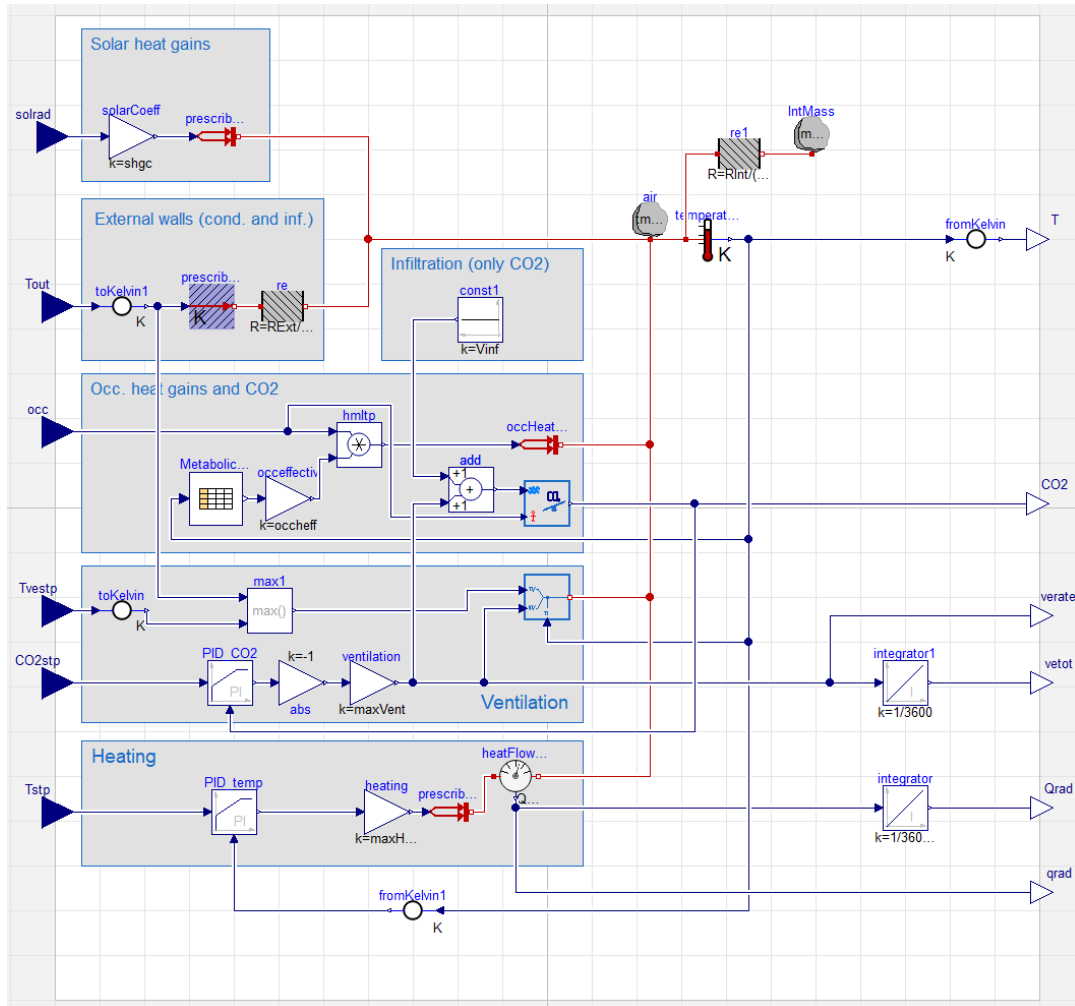 Solar heat gains
solrad
solarCoeff
prescrib...
k=shgc
IntMass
m...
re1
R=RInt/(...
External walls (cond. and inf.)
air
m...
temperat...
K
fromKelvin
K
T
Tout
toKelvin1
K
prescrib...
K
re
R=RExt/...
Infiltration (only CO2)
const1
k=Vinf
Occ. heat gains and CO2
occ
hmltp
*
occHeat...
Metabolic...
occeffectiv
k=occheff
add
+1
+
+1
CO2
Tvestp
toKelvin
K
max1
max()
verate
CO2stp
PID_CO2
PI
k=-1
abs
ventilation
k=maxVent
Ventilation
integrator1
I
k=1/3600
vetot
Heating
Tstp
PID_temp
PI
heating
k=maxH...
prescrib...
heatFlow...
Q...
integrator
I
k=1/360...
Qrad
qrad
fromKelvin1
K